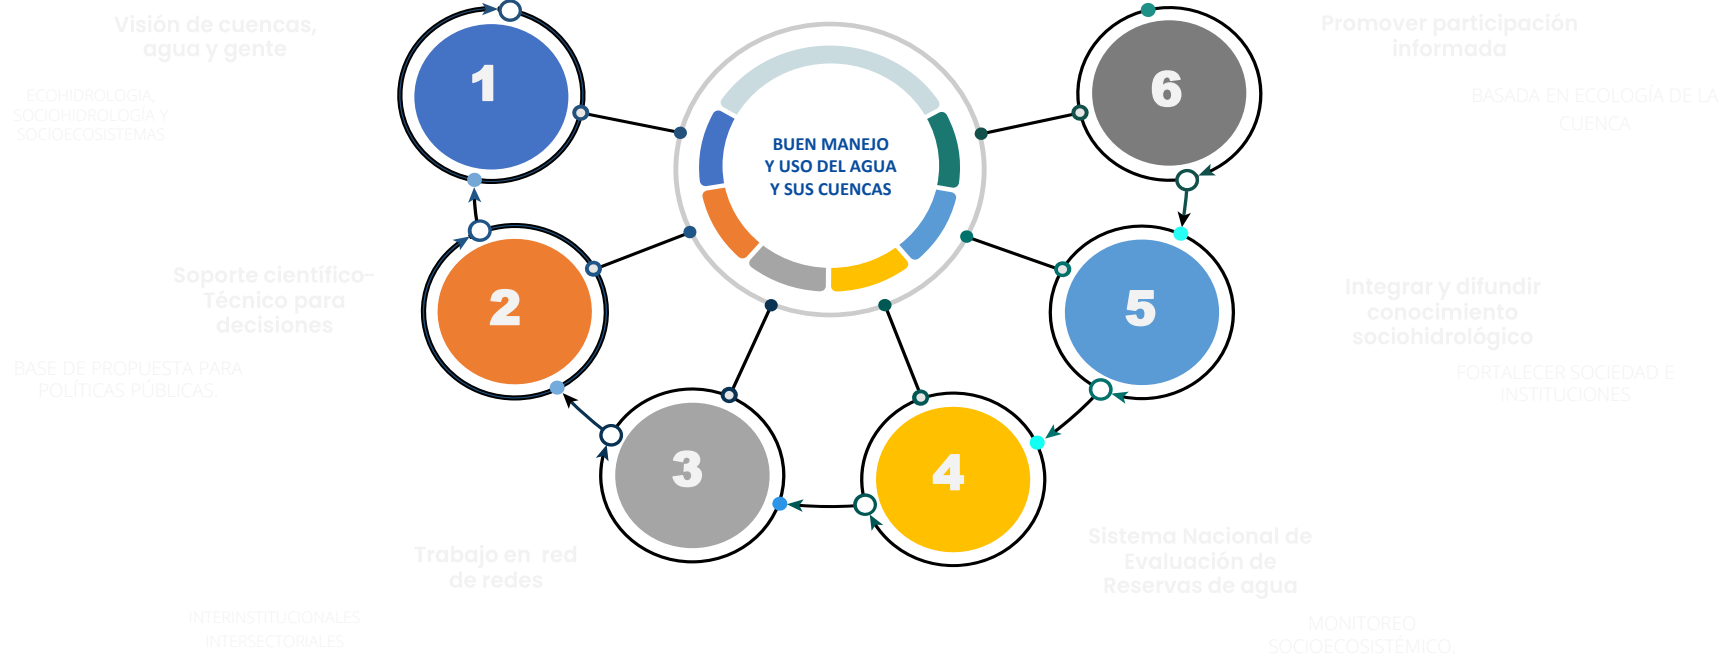 Visión de cuencas,
agua y gente
ECOHIDROLOGIA,
SOCIOHIDROLOGÍA Y
SOCIOECOSISTEMAS
1
Soporte científico-
Técnico para
decisiones
BASE DE PROPUESTA PARA
POLÍTICAS PÚBLICAS.
2
Trabajo en red
de redes
INTERINSTITUCIONALES
INTERSECTORIALES
3
BUEN MANEJO
Y USO DEL AGUA
Y SUS CUENCAS
4
Sistema Nacional de
Evaluación de
Reservas de agua
MONITOREO
SOCIOECOSISTÉMICO.
5
Integrar y difundir
conocimiento
sociohidrológico
FORTALECER SOCIEDAD E
INSTITUCIONES
6
Promover participación
informada
BASADA EN ECOLOGÍA DE LA
CUENCA